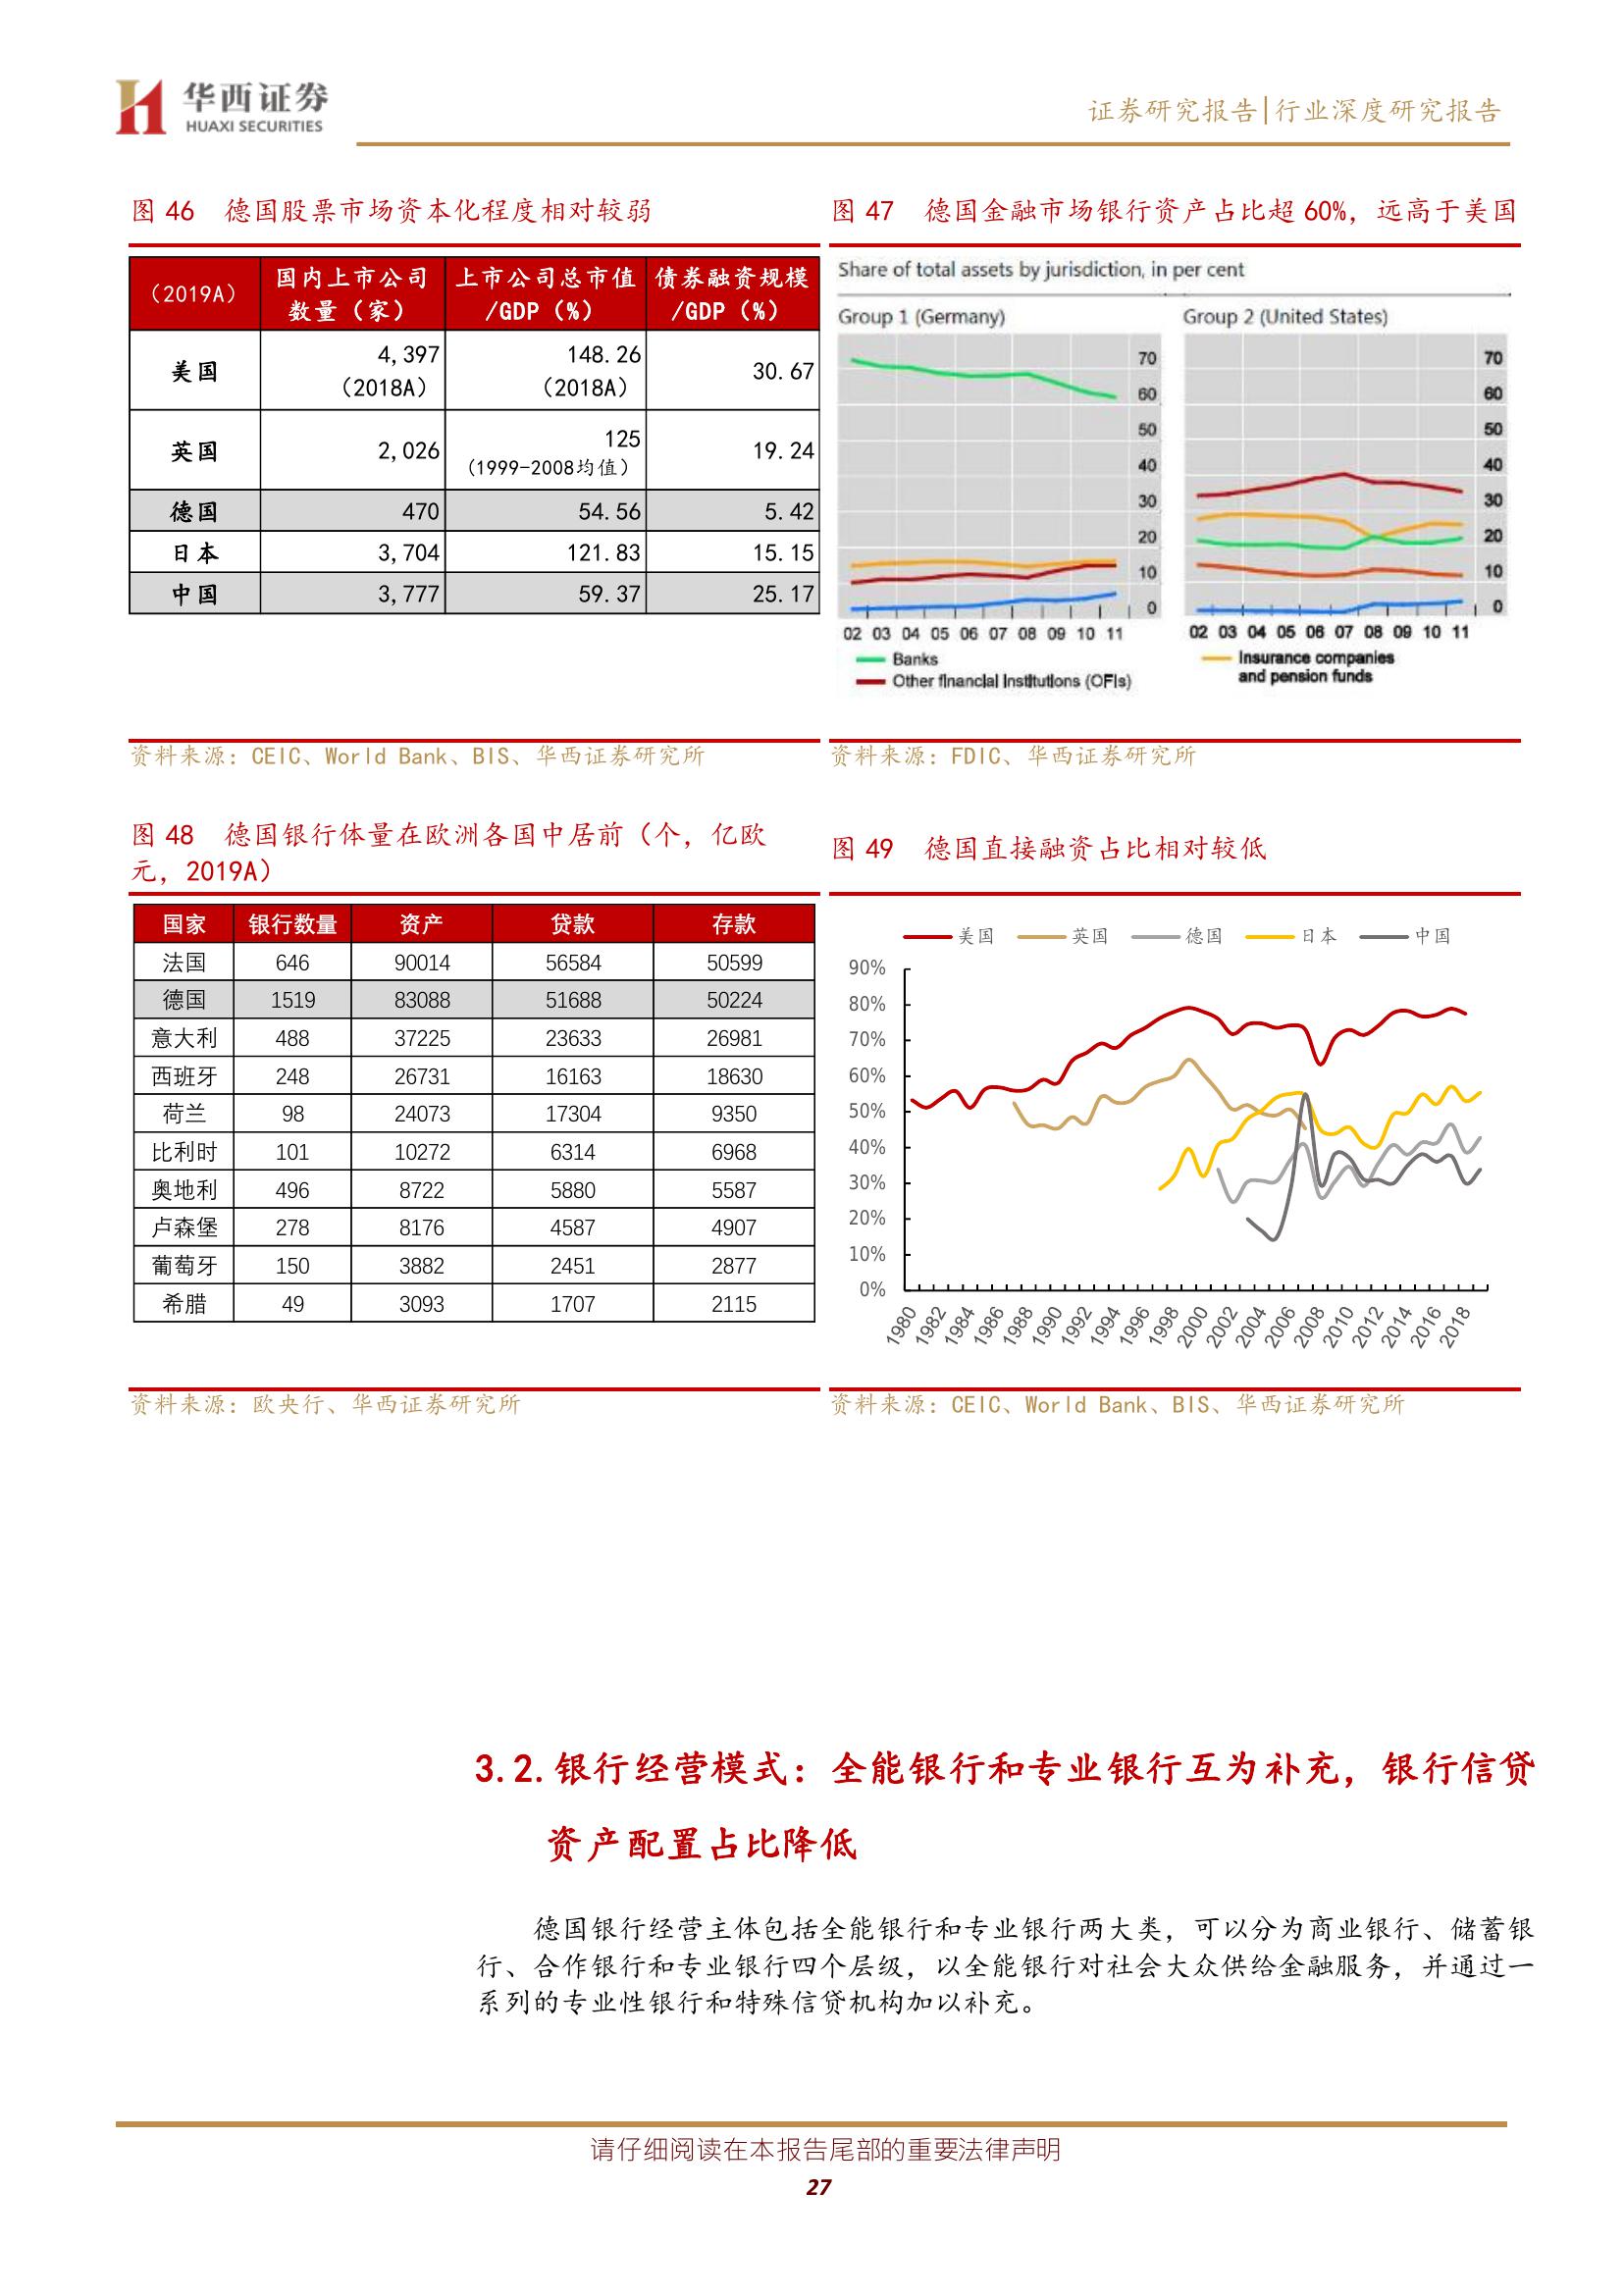 华西证券
HUAXI SECURITIES
证券研究报告|行业深度研究报告
图 46 德国股票市场资本化程度相对较弱
（2019A） 国内上市公司数量（家） 上市公司总市值/GDP（%） 债券融资规模/GDP（%）
美国 4,397（2018A） 148.26（2018A） 30.67
英国 2,026 125（1999-2008均值） 19.24
德国 470 54.56 5.42
日本 3,704 121.83 15.15
中国 3,777 59.37 25.17
资料来源：CEIC、World Bank、BIS、华西证券研究所
图 47 德国金融市场银行资产占比超 60%，远高于美国
Share of total assets by jurisdiction, in per cent
Group 1 (Germany)
70
60
50
40
30
20
10
0
02 03 04 05 06 07 08 09 10 11
Banks
Other financial institutions (OFIs)
Group 2 (United States)
70
60
50
40
30
20
10
0
02 03 04 05 06 07 08 09 10 11
Insurance companies
and pension funds
资料来源：FDIC、华西证券研究所
图 48 德国银行体量在欧洲各国中居前（个，亿欧
元，2019A）
国家 银行数量 资产 贷款 存款
法国 646 90014 56584 50599
德国 1519 83088 51688 50224
意大利 488 37225 23633 26981
西班牙 248 26731 16163 18630
荷兰 98 24073 17304 9350
比利时 101 10272 6314 6968
奥地利 496 8722 5880 5587
卢森堡 278 8176 4587 4907
葡萄牙 150 3882 2451 2877
希腊 49 3093 1707 2115
资料来源：欧央行、华西证券研究所
图 49 德国直接融资占比相对较低
美国 英国 德国 日本 中国
90%
80%
70%
60%
50%
40%
30%
20%
10%
0%
1980 1982 1984 1986 1988 1990 1992 1994 1996 1998 2000 2002 2004 2006 2008 2010 2012 2014 2016 2018
资料来源：CEIC、World Bank、BIS、华西证券研究所
3.2.银行经营模式：全能银行和专业银行互为补充，银行信贷
资产配置占比降低
德国银行经营主体包括全能银行和专业银行两大类，可以分为商业银行、储蓄银
行、合作银行和专业银行四个层级，以全能银行对社会大众供给金融服务，并通过一
系列的专业性银行和特殊信贷机构加以补充。
请仔细阅读在本报告尾部的重要法律声明
27